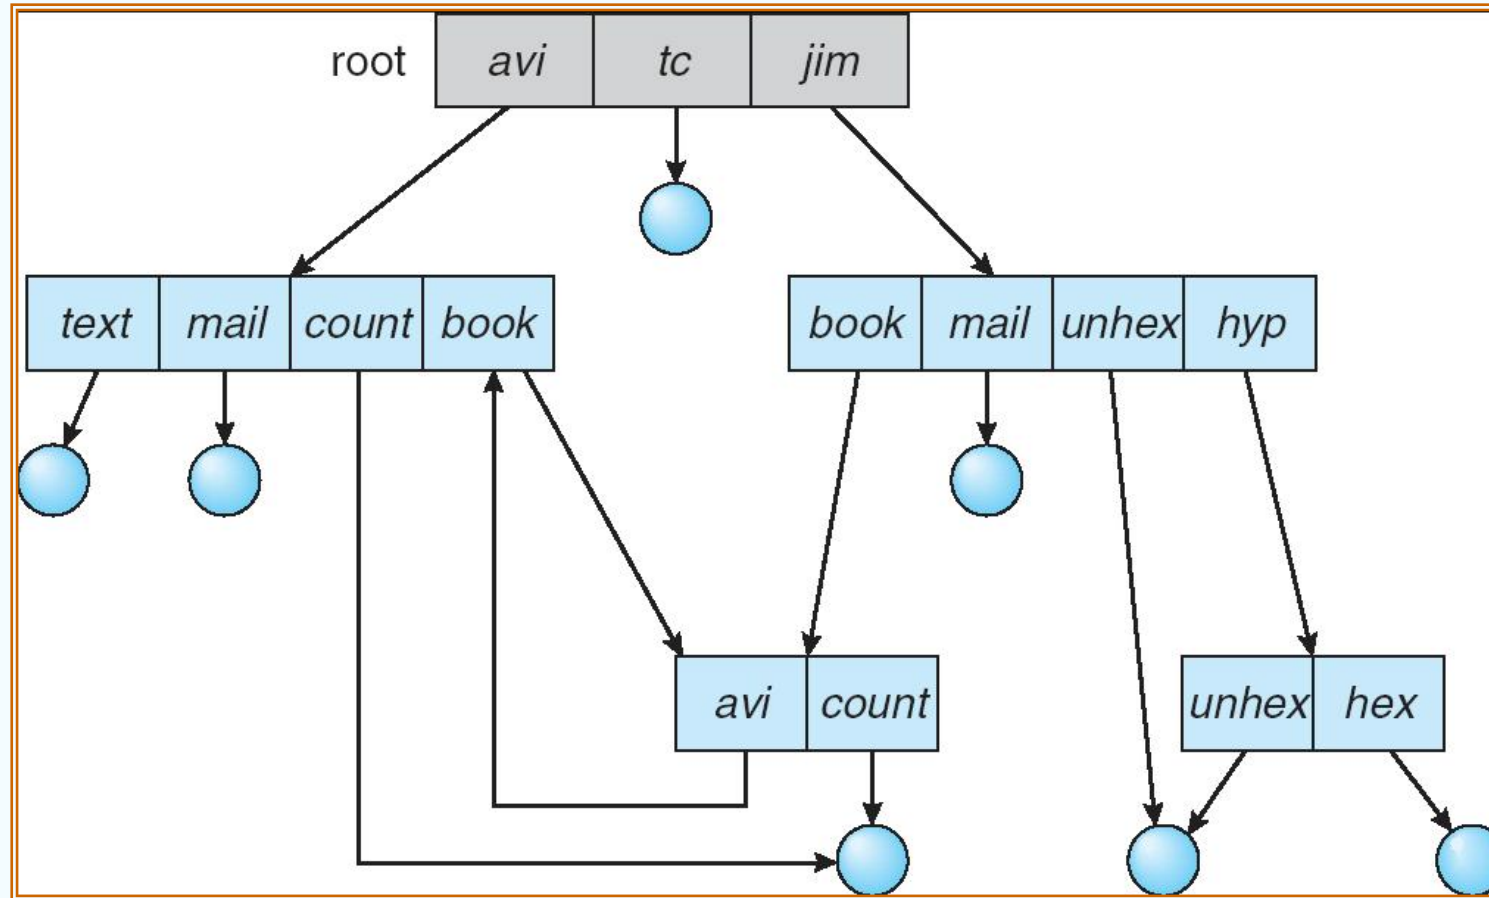 root avi tc jim
text mail count book
book mail unhex hyp
avi count
unhex hex